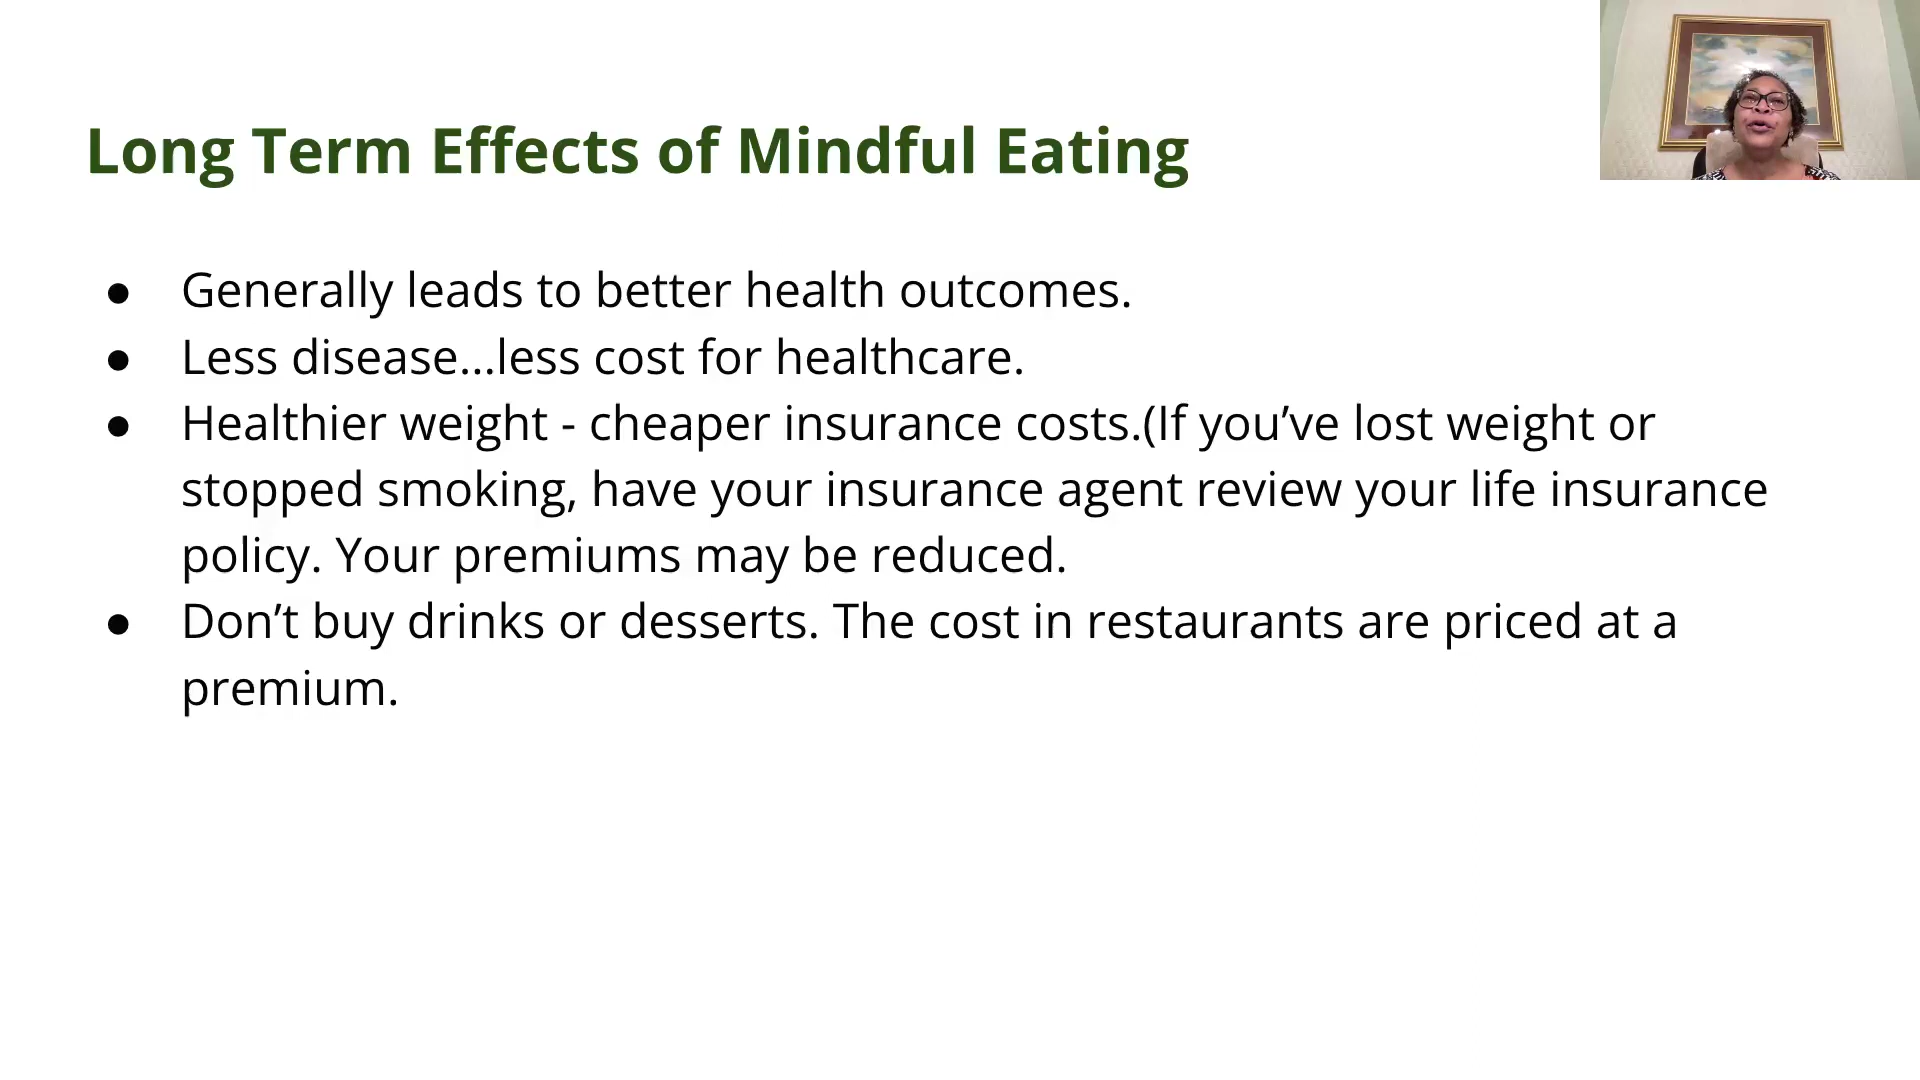 Long Term Effects of Mindful Eating
● Generally leads to better health outcomes.
● Less disease...less cost for healthcare.
● Healthier weight - cheaper insurance costs.(If you’ve lost weight or
stopped smoking, have your insurance agent review your life insurance
policy. Your premiums may be reduced.
● Don’t buy drinks or desserts. The cost in restaurants are priced at a
premium.